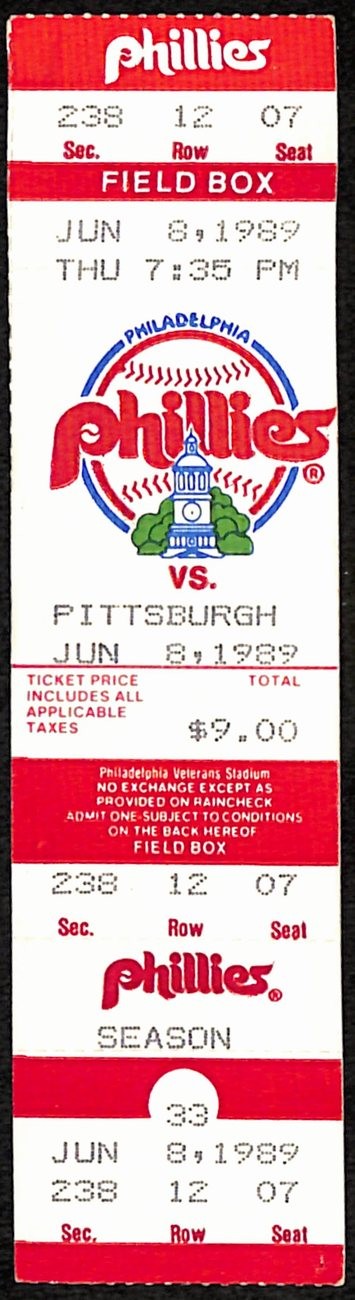 phillies
238 12 07
Sec. Row Seat
FIELD BOX
JUN 8,1989
THU 7:35 PM
PHILADELPHIA
phillies®
VS.
PITTSBURGH
JUN 8,1989
TICKET PRICE TOTAL
INCLUDES ALL
APPLICABLE
TAXES $9.00
Philadelphia Veterans Stadium
NO EXCHANGE EXCEPT AS
PROVIDED ON RAINCHECK
ADMIT ONE-SUBJECT TO CONDITIONS
ON THE BACK HEREOF
FIELD BOX
238 12 07
Sec. Row Seat
phillies®
SEASON
33
JUN 8,1989
238 12 07
Sec. Row Seat